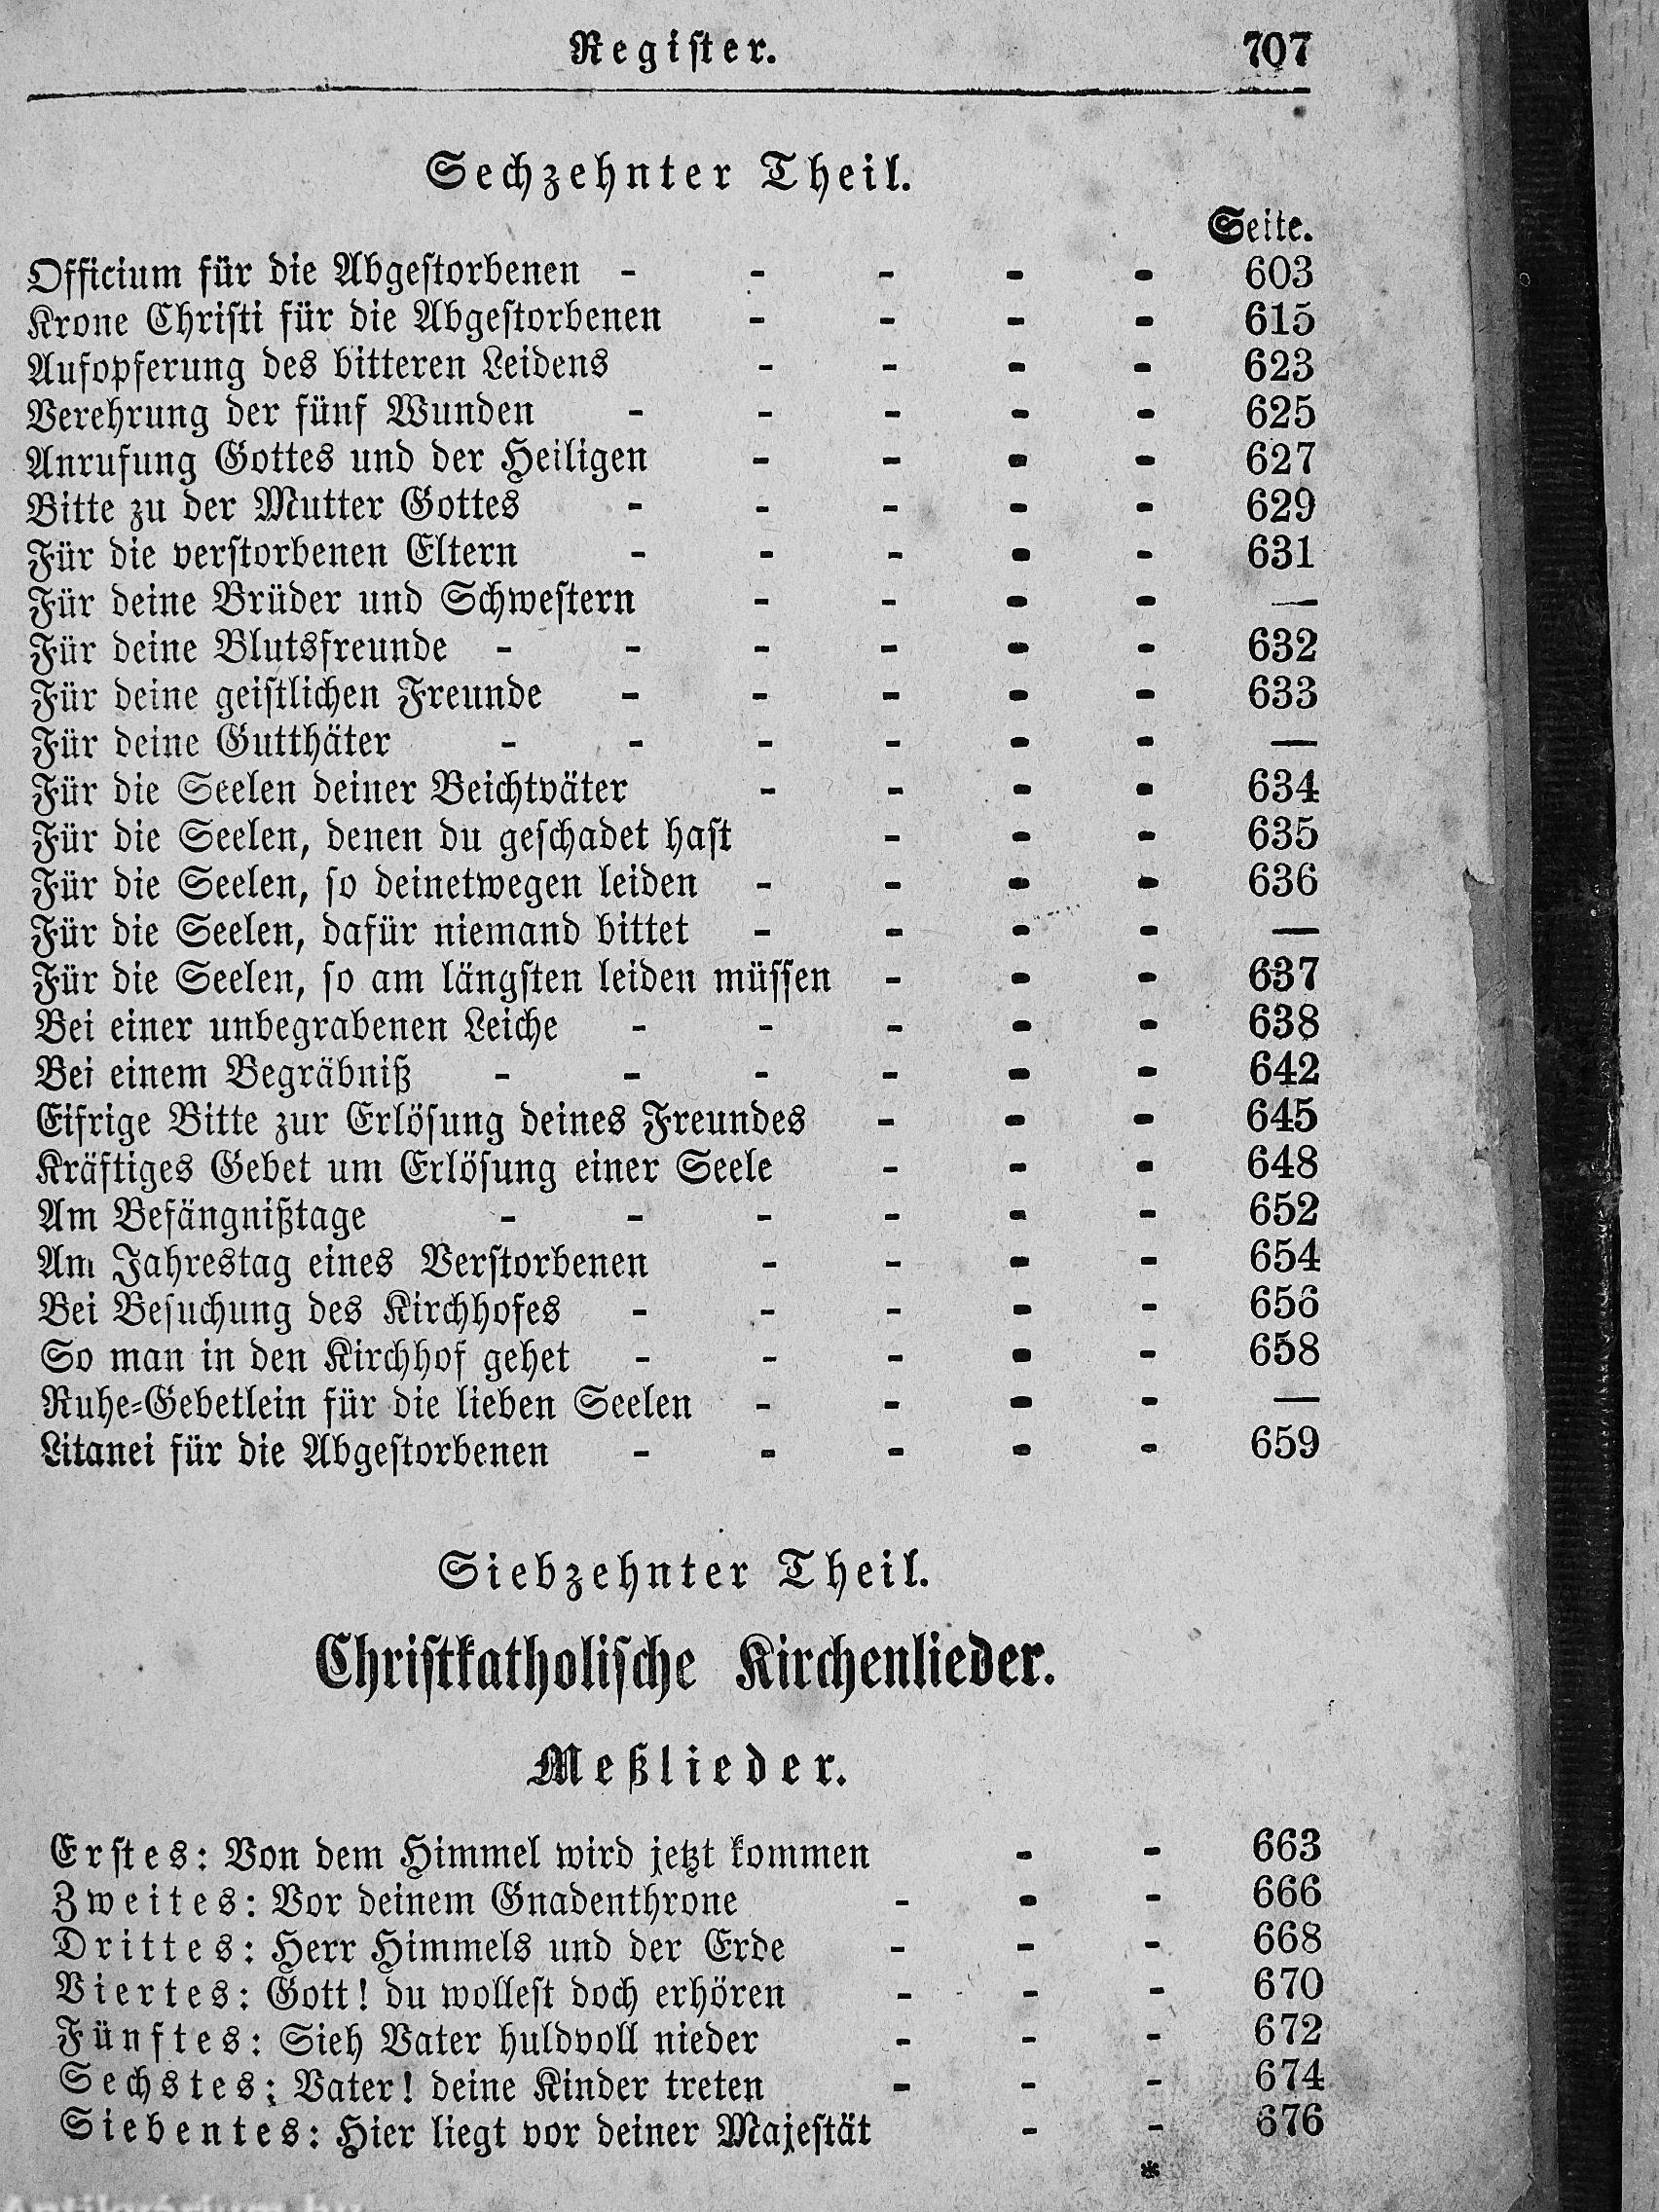 Register. 707
Sechzehnter Theil.
Seite.
Officium für die Abgestorbenen - - - - - 603
Krone Christi für die Abgestorbenen - - - - 615
Aufopferung des bitteren Leidens - - - - 623
Verehrung der fünf Wunden - - - - - 625
Anrufung Gottes und der Heiligen - - - - 627
Bitte zu der Mutter Gottes - - - - - 629
Für die verstorbenen Eltern - - - - - 631
Für deine Brüder und Schwestern - - - - —
Für deine Blutsfreunde - - - - - - 632
Für deine geistlichen Freunde - - - - - 633
Für deine Gutthäter - - - - - - —
Für die Seelen deiner Beichtväter - - - - 634
Für die Seelen, denen du geschadet hast - - - 635
Für die Seelen, so deinetwegen leiden - - - - 636
Für die Seelen, dafür niemand bittet - - - - —
Für die Seelen, so am längsten leiden müssen - - - 637
Bei einer unbegrabenen Leiche - - - - - 638
Bei einem Begräbniß - - - - - - 642
Eifrige Bitte zur Erlösung deines Freundes - - - 645
Kräftiges Gebet um Erlösung einer Seele - - - 648
Am Befängnißtage - - - - - - 652
Am Jahrestag eines Verstorbenen - - - - 654
Bei Besuchung des Kirchhofes - - - - - 656
So man in den Kirchhof gehet - - - - - 658
Ruhe-Gebetlein für die lieben Seelen - - - - —
Litanei für die Abgestorbenen - - - - - 659
Siebzehnter Theil.
Christkatholische Kirchenlieder.
Meßlieder.
Erstes: Von dem Himmel wird jetzt kommen - - 663
Zweites: Vor deinem Gnadenthrone - - - 666
Drittes: Herr Himmels und der Erde - - - 668
Viertes: Gott! du wollest doch erhören - - - 670
Fünftes: Sieh Vater huldvoll nieder - - - 672
Sechstes: Vater! deine Kinder treten - - - 674
Siebentes: Hier liegt vor deiner Majestät - - 676
*